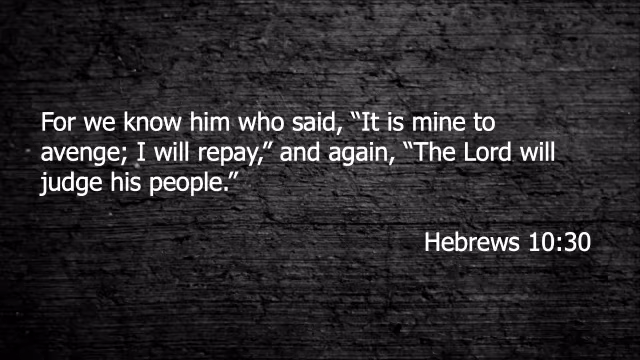 For we know him who said, “It is mine to
avenge; I will repay,” and again, “The Lord will
judge his people.”
Hebrews 10:30